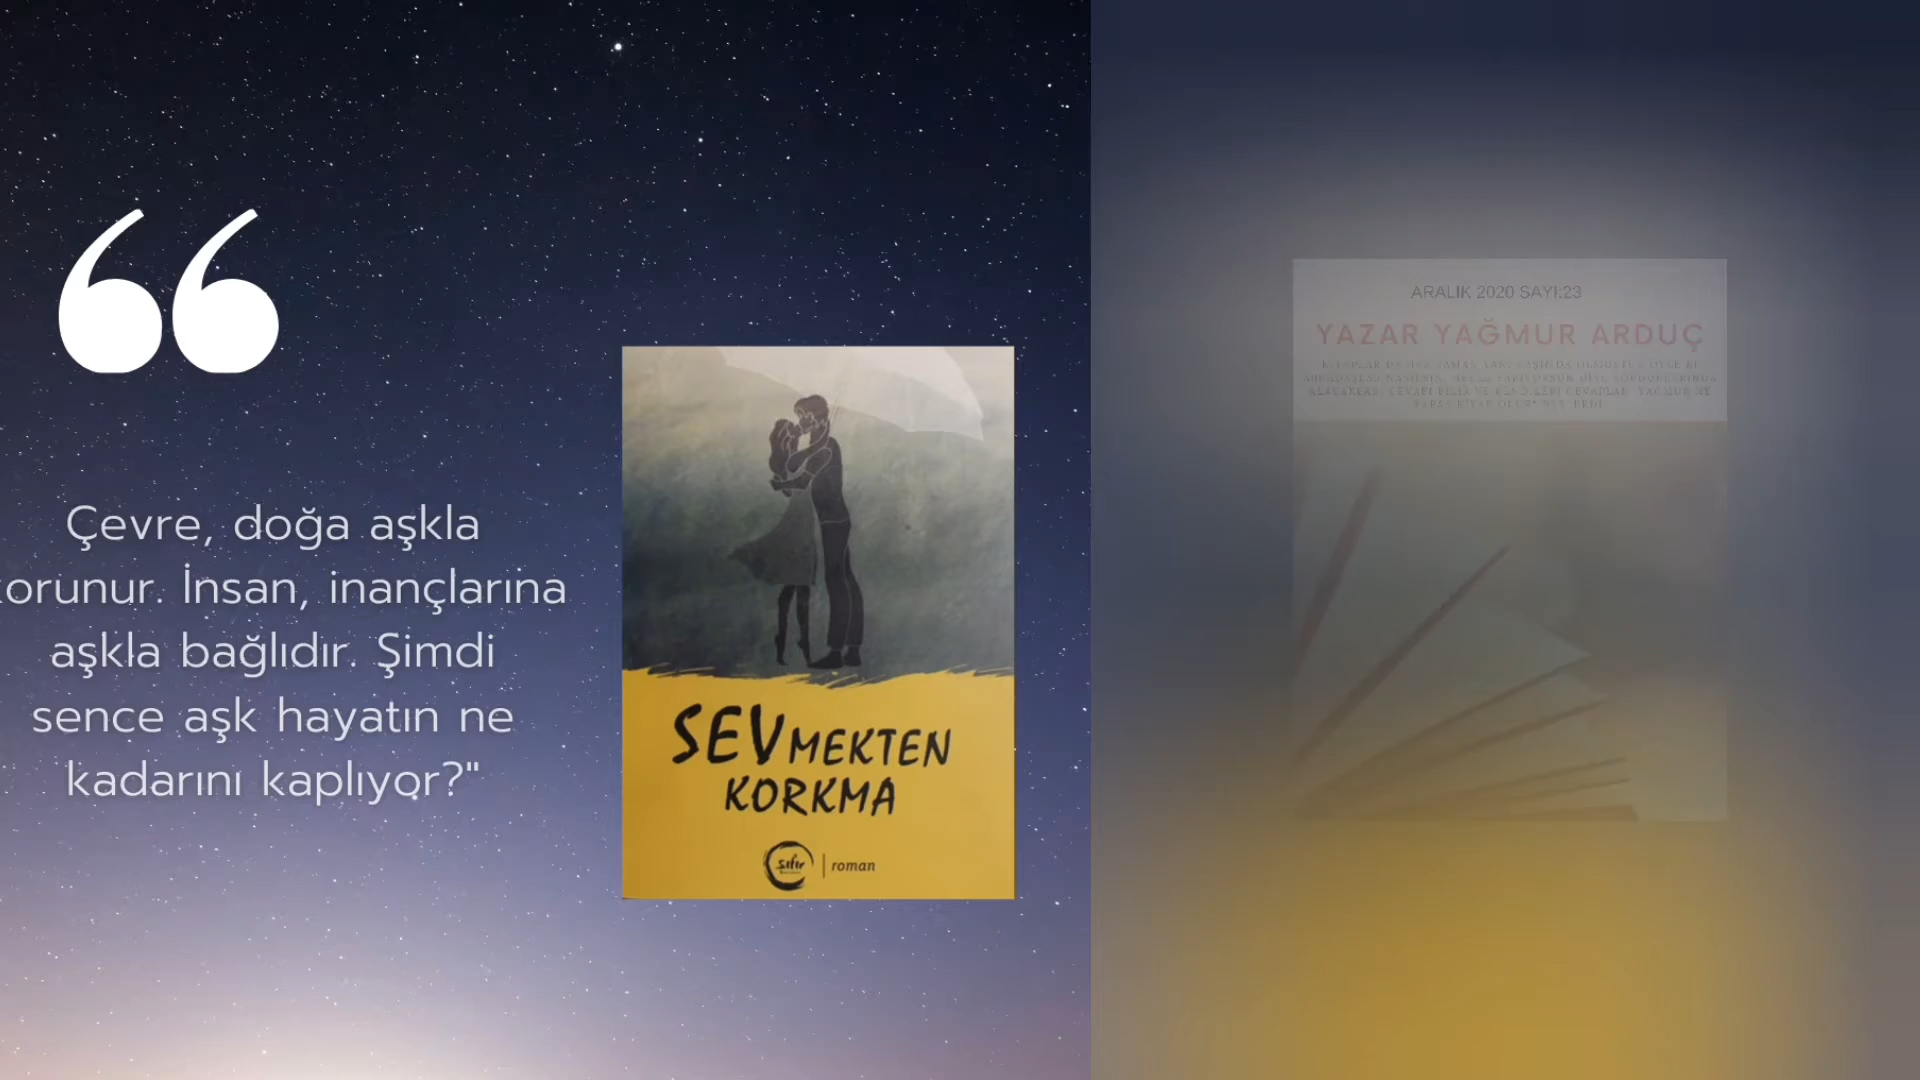 Çevre, doğa aşkla
orunur. İnsan, inançlarına
aşkla bağlıdır. Şimdi
sence aşk hayatın ne
kadarını kaplıyor?"
SEVMEKTEN
KORKMA
sıfır
roman
ARALIK 2020 SAYI:23
YAZAR YAĞMUR ARDUÇ